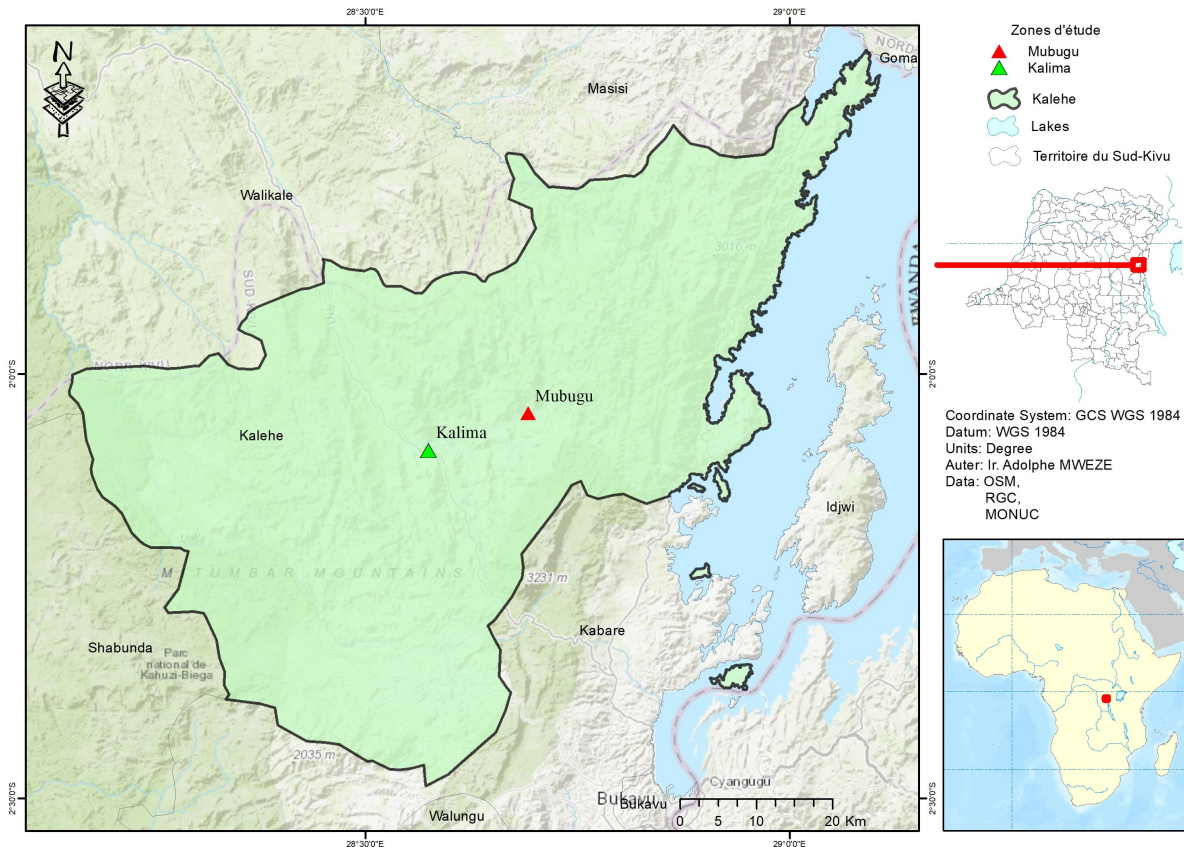 28°30'0"E
29°0'0"E
N
NORD
Goma
Masisi
Walikale
SUD-KIVU
3016 m
RWANDA
NORD-KIVU
2°0'0"S
2°0'0"S
Mubugu
Kalima
Kalehe
Idjwi
MITUMBAR MOUNTAINS
3231 m
Kabare
Shabunda
Parc
national de
Kahuzi-Biega
2035 m
Cyangugu
Bukavu
Bukavu
Walungu
0 5 10 20 Km
2°30'0"S
2°30'0"S
28°30'0"E
29°0'0"E
Zones d'étude
Mubugu
Kalima
Kalehe
Lakes
Territoire du Sud-Kivu
Coordinate System: GCS WGS 1984
Datum: WGS 1984
Units: Degree
Auter: Ir. Adolphe MWEZE
Data: OSM,
RGC,
MONUC